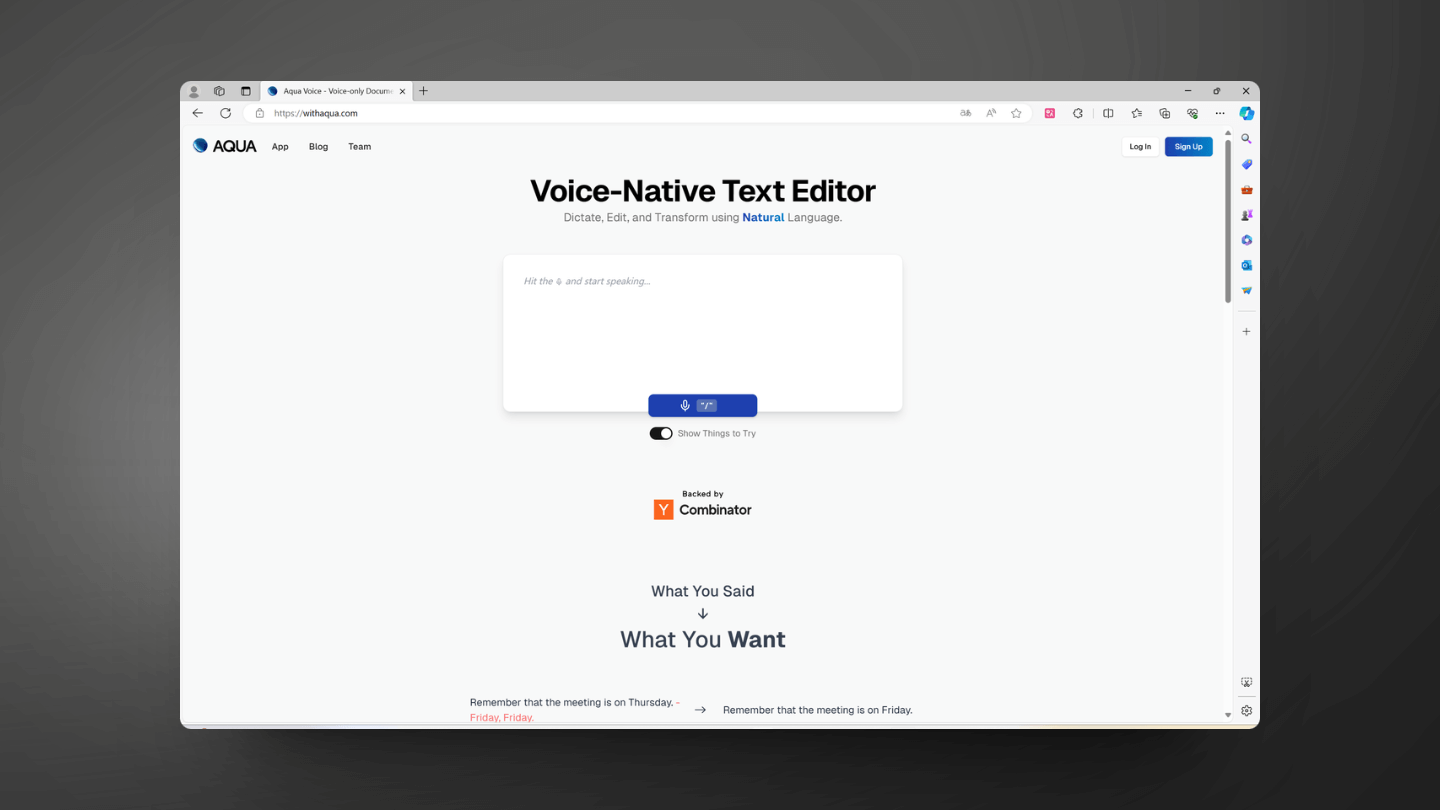 Aqua Voice - Voice-only Docume
https://withaqua.com
AQUA
App
Blog
Team
Log In
Sign Up
Voice-Native Text Editor
Dictate, Edit, and Transform using Natural Language.
Hit the and start speaking...
"/"
Show Things to Try
Backed by
Y Combinator
What You Said
↓
What You Want
Remember that the meeting is on Thursday. -
Friday, Friday.
→
Remember that the meeting is on Friday.